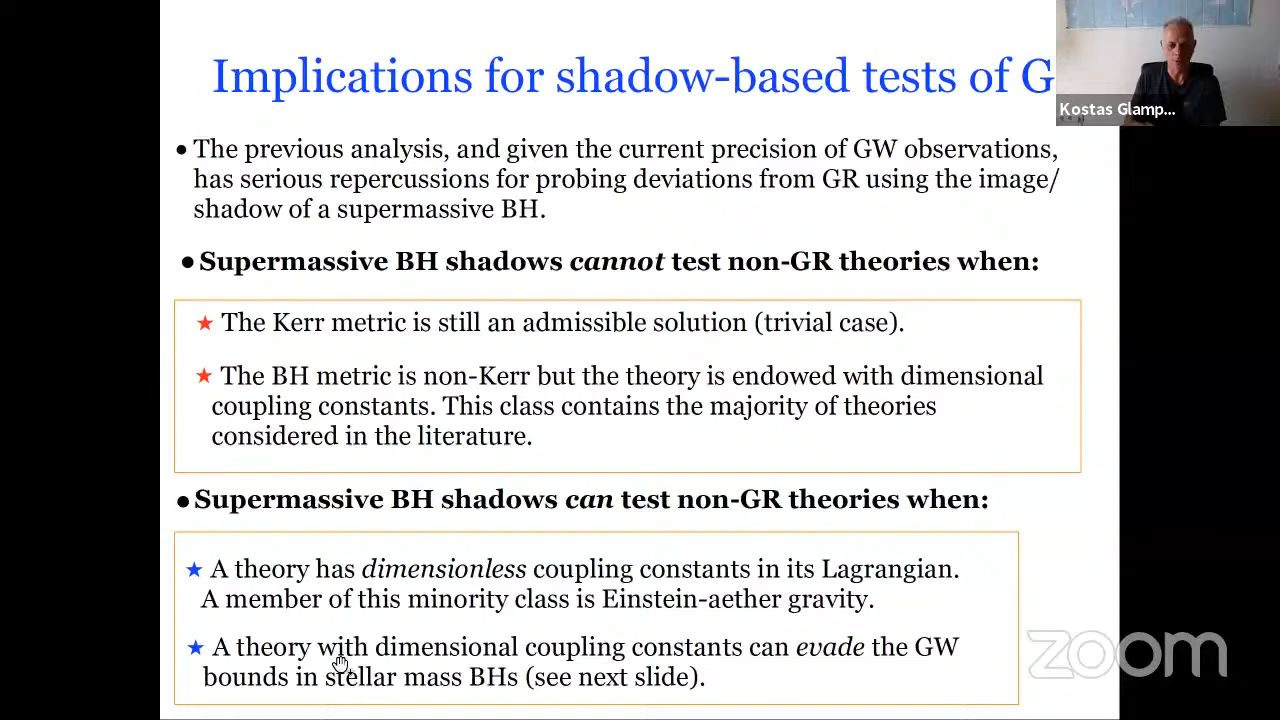 Implications for shadow-based tests of G
Kostas Glamp...
• The previous analysis, and given the current precision of GW observations,
has serious repercussions for probing deviations from GR using the image/
shadow of a supermassive BH.
• Supermassive BH shadows cannot test non-GR theories when:
★ The Kerr metric is still an admissible solution (trivial case).
★ The BH metric is non-Kerr but the theory is endowed with dimensional
coupling constants. This class contains the majority of theories
considered in the literature.
• Supermassive BH shadows can test non-GR theories when:
★ A theory has dimensionless coupling constants in its Lagrangian.
A member of this minority class is Einstein-aether gravity.
★ A theory with dimensional coupling constants can evade the GW
bounds in stellar mass BHs (see next slide).
zoom